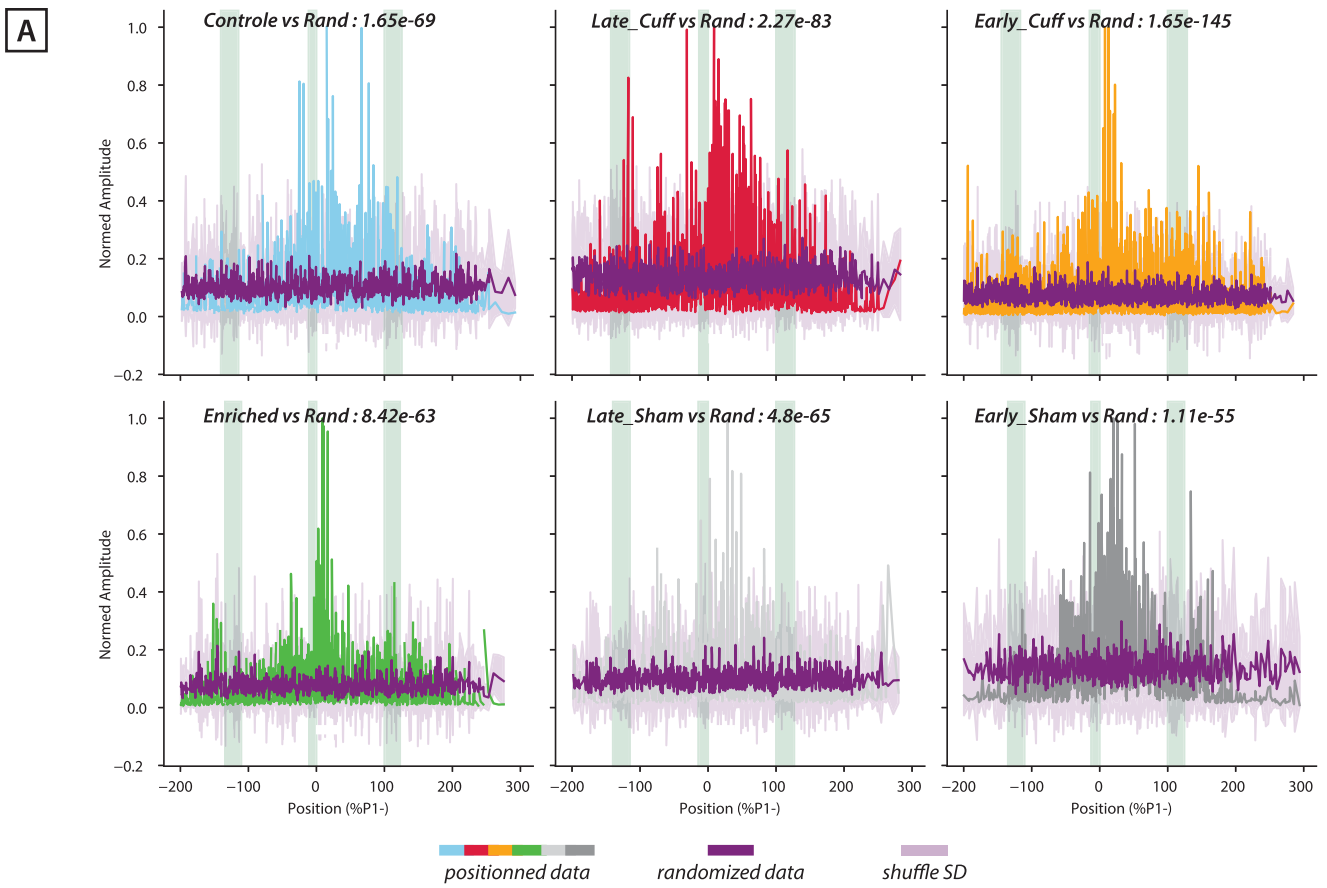 A
Controle vs Rand : 1.65e-69
Late_Cuff vs Rand : 2.27e-83
Early_Cuff vs Rand : 1.65e-145
Normed Amplitude
1.0
0.8
0.6
0.4
0.2
0.0
−0.2
Enriched vs Rand : 8.42e-63
Late_Sham vs Rand : 4.8e-65
Early_Sham vs Rand : 1.11e-55
Normed Amplitude
1.0
0.8
0.6
0.4
0.2
0.0
−0.2
−200 −100 0 100 200 300
−200 −100 0 100 200 300
−200 −100 0 100 200 300
Position (%P1-)
Position (%P1-)
Position (%P1-)
positionned data
randomized data
shuffle SD